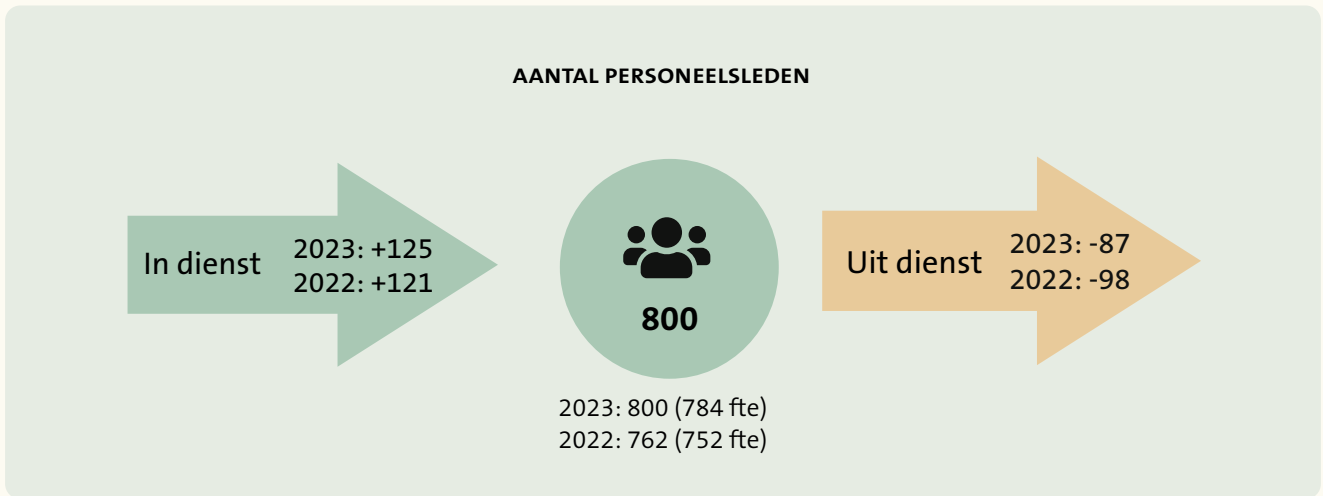 AANTAL PERSONEELSLEDEN
In dienst
2023: +125
2022: +121
800
2023: 800 (784 fte)
2022: 762 (752 fte)
Uit dienst
2023: -87
2022: -98